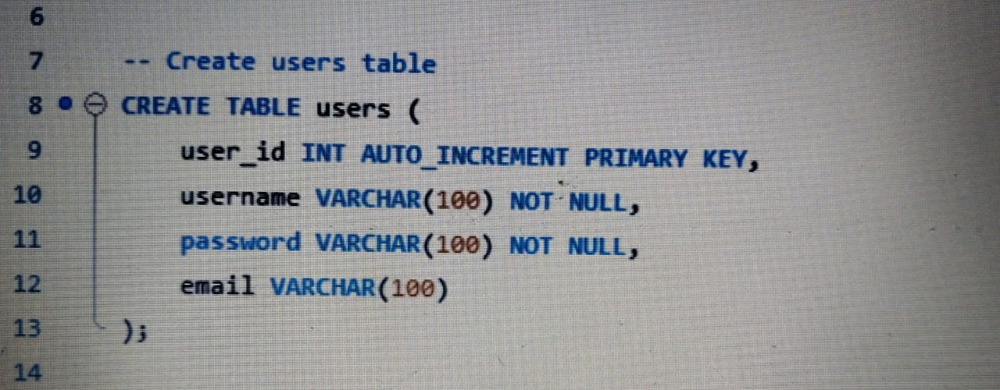 6
7 -- Create users table
8 CREATE TABLE users (
9 user_id INT AUTO_INCREMENT PRIMARY KEY,
10 username VARCHAR(100) NOT NULL,
11 password VARCHAR(100) NOT NULL,
12 email VARCHAR(100)
13 );
14